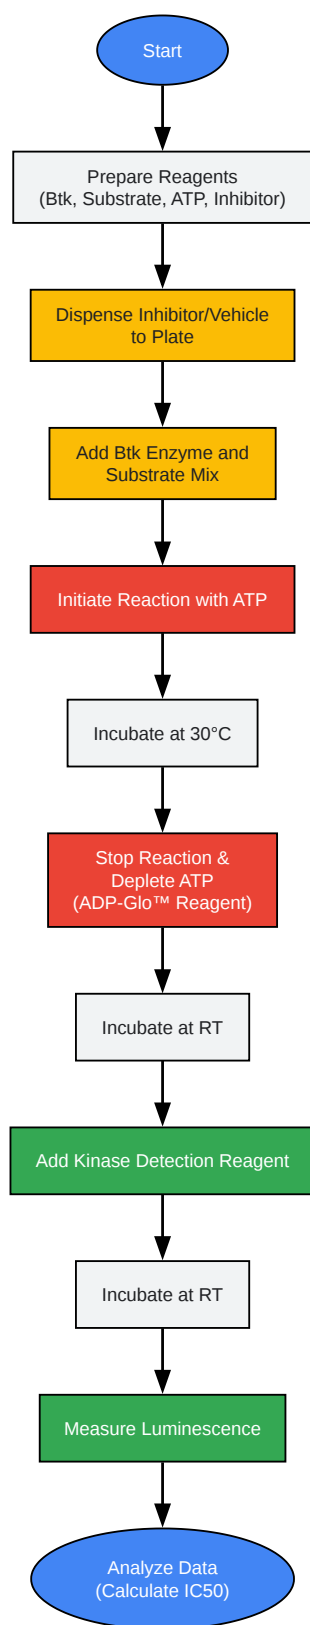 Start
Prepare Reagents
(Btk, Substrate, ATP, Inhibitor)
Dispense Inhibitor/Vehicle
to Plate
Add Btk Enzyme and
Substrate Mix
Initiate Reaction with ATP
Incubate at 30°C
Stop Reaction &
Deplete ATP
(ADP-Glo™ Reagent)
Incubate at RT
Add Kinase Detection Reagent
Incubate at RT
Measure Luminescence
Analyze Data
(Calculate IC50)